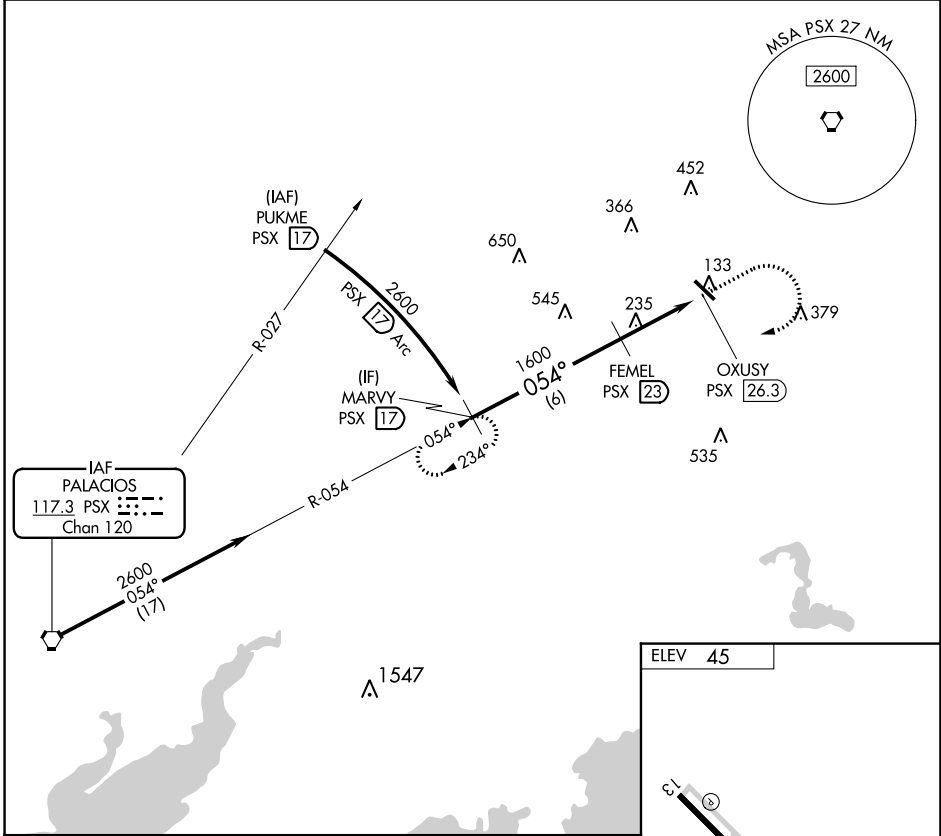 MSA PSX 27 NM
2600
452
(IAF)
PUKME
PSX 17
366
650
133
2600
PSX 17 Arc
545
235
379
R-027
(IF)
MARVY
PSX 17
1600
054°
(6)
FEMEL
PSX 23
OXUSY
PSX 26.3
054°
234°
535
IAF
PALACIOS
117.3 PSX
Chan 120
R-054
2600
054°
(17)
1547
ELEV 45
13
P